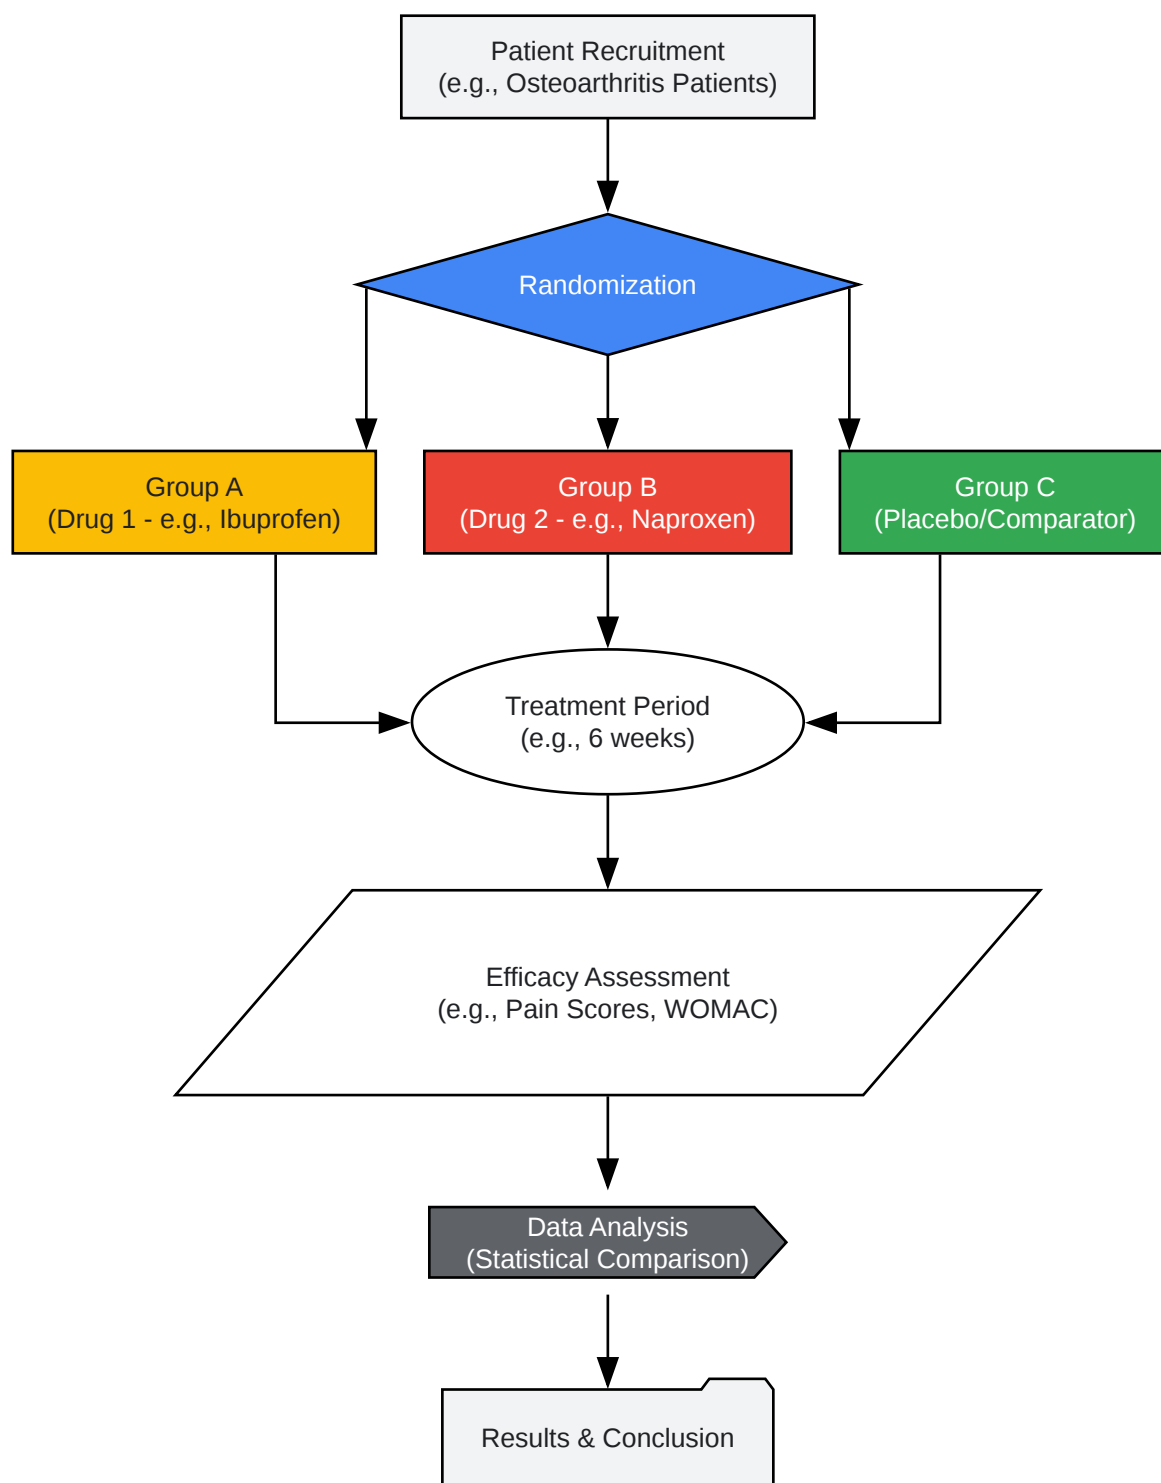 Patient Recruitment
(e.g., Osteoarthritis Patients)
Randomization
Group A
(Drug 1 - e.g., Ibuprofen)
Group B
(Drug 2 - e.g., Naproxen)
Group C
(Placebo/Comparator)
Treatment Period
(e.g., 6 weeks)
Efficacy Assessment
(e.g., Pain Scores, WOMAC)
Data Analysis
(Statistical Comparison)
Results & Conclusion